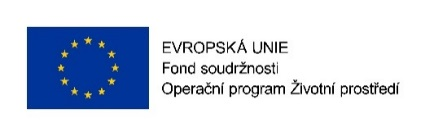 EVROPSKÁ UNIE
Fond soudržnosti
Operační program Životní prostředí